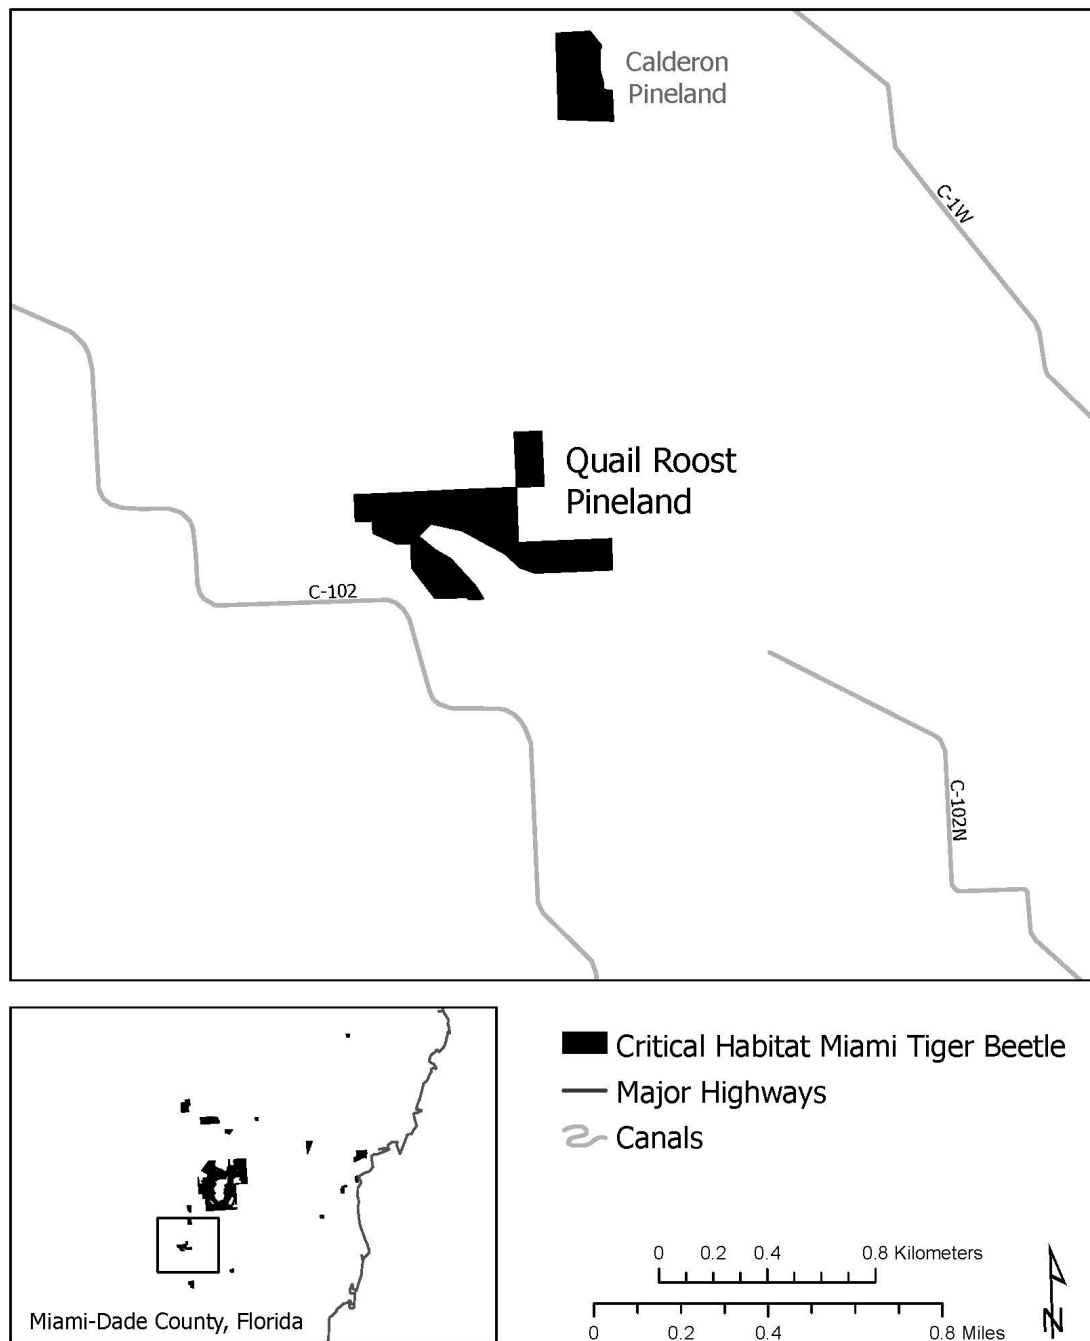 Calderon
Pineland
C-1W
Quail Roost
Pineland
C-102
C-102N
Miami-Dade County, Florida
Critical Habitat Miami Tiger Beetle
Major Highways
Canals
0 0.2 0.4 0.8 Kilometers
0 0.2 0.4 0.8 Miles
N